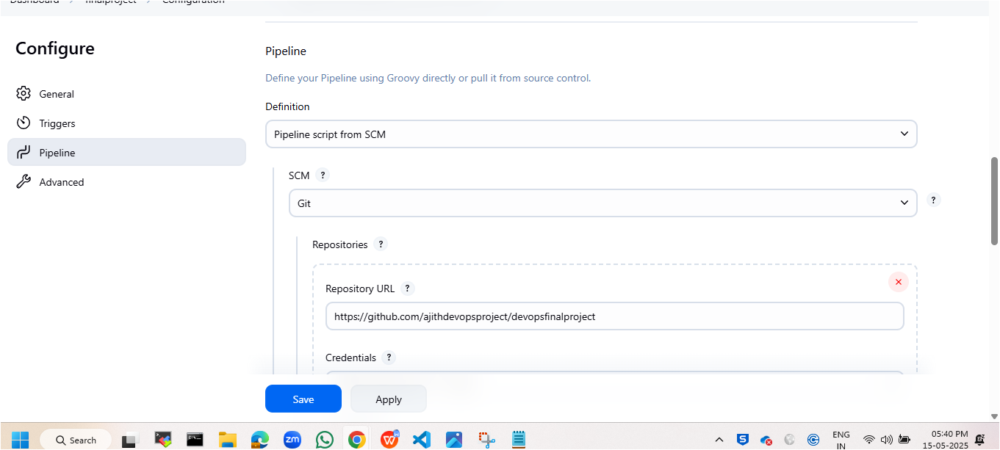 Dashboard > finalproject > Configuration
Configure
General
Triggers
Pipeline
Advanced
Pipeline
Define your Pipeline using Groovy directly or pull it from source control.
Definition
Pipeline script from SCM
SCM ?
Git
?
Repositories ?
Repository URL ?
https://github.com/ajithdevopsproject/devopsfinalproject
Credentials ?
Save
Apply
Search
zm
W
S
ENG
IN
05:40 PM
15-05-2025